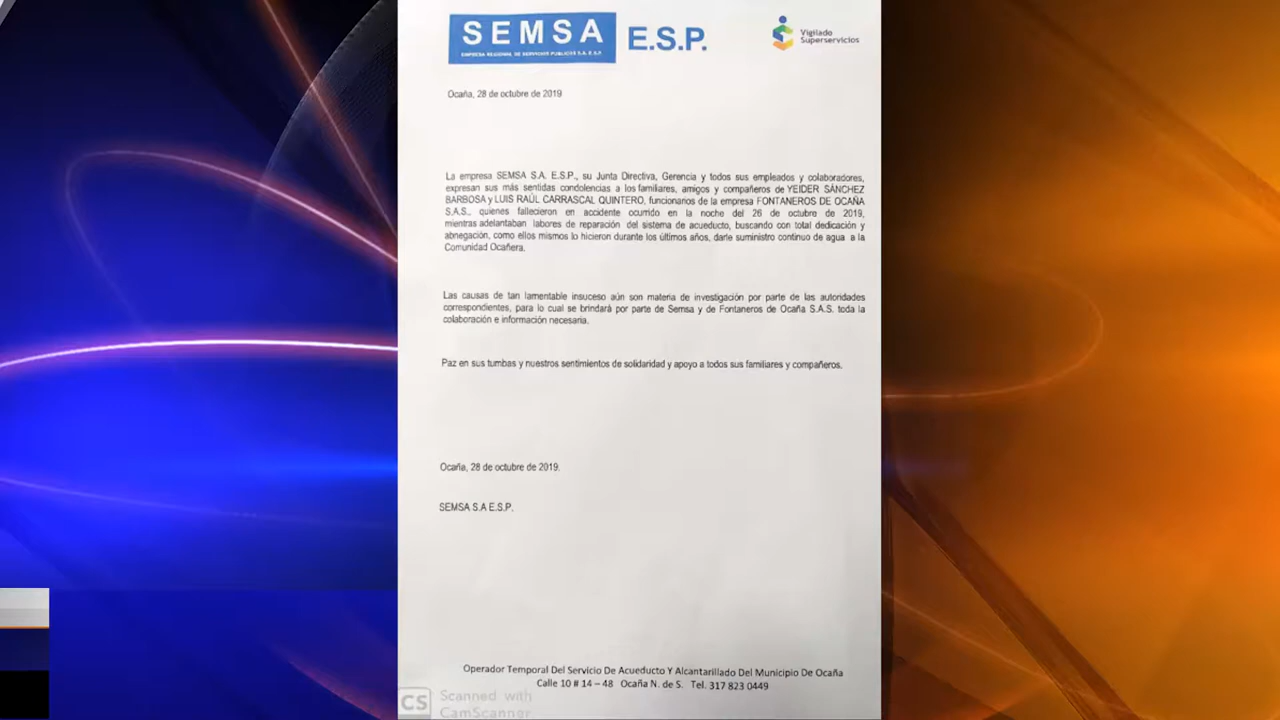 SEMSA E.S.P.
EMPRESA REGIONAL DE SERVICIOS PUBLICOS S.A. E.S.P.
Vigilado
Superservicios
Ocaña, 28 de octubre de 2019
La empresa SEMSA S.A. E.S.P., su Junta Directiva, Gerencia y todos sus empleados y colaboradores,
expresan sus más sentidas condolencias a los familiares, amigos y compañeros de YEIDER SÁNCHEZ
BARBOSA y LUIS RAÚL CARRASCAL QUINTERO, funcionarios de la empresa FONTANEROS DE OCAÑA
S.A.S., quienes fallecieron en accidente ocurrido en la noche del 26 de octubre de 2019,
mientras adelantaban labores de reparación del sistema de acueducto, buscando con total dedicación y
abnegación, como ellos mismos lo hicieron durante los últimos años, darle suministro continuo de agua a la
Comunidad Ocañera.
Las causas de tan lamentable insuceso aún son materia de investigación por parte de las autoridades
correspondientes, para lo cual se brindará por parte de Semsa y de Fontaneros de Ocaña S.A.S. toda la
colaboración e información necesaria.
Paz en sus tumbas y nuestros sentimientos de solidaridad y apoyo a todos sus familiares y compañeros.
Ocaña, 28 de octubre de 2019.
SEMSA S.A E.S.P.
Operador Temporal Del Servicio De Acueducto Y Alcantarillado Del Municipio De Ocaña
Calle 10 # 14 – 48 Ocaña N. de S. Tel. 317 823 0449
CS Scanned with
CamScanner